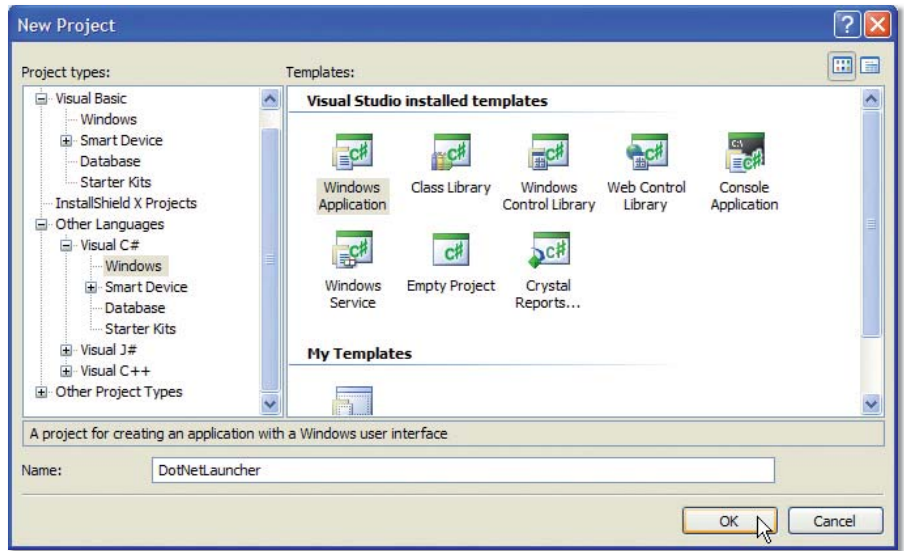 New Project
Project types:
Visual Basic
Windows
Smart Device
Database
Starter Kits
InstallShield X Projects
Other Languages
Visual C#
Windows
Smart Device
Database
Starter Kits
Visual J#
Visual C++
Other Project Types
Templates:
Visual Studio installed templates
Windows
Application
Class Library
Windows
Control Library
Web Control
Library
Console
Application
Windows
Service
Empty Project
Crystal
Reports...
My Templates
A project for creating an application with a Windows user interface
Name:
DotNetLauncher
OK
Cancel